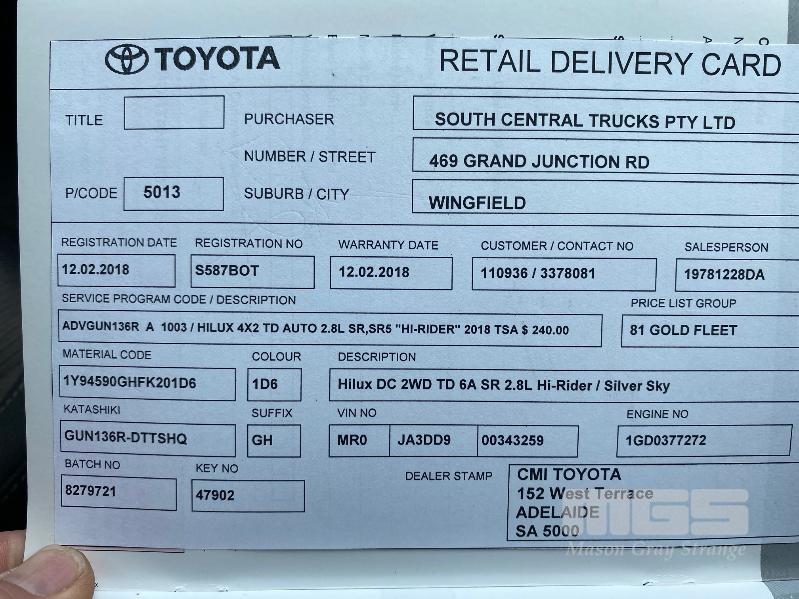 TOYOTA RETAIL DELIVERY CARD
TITLE PURCHASER SOUTH CENTRAL TRUCKS PTY LTD
NUMBER / STREET 469 GRAND JUNCTION RD
P/CODE 5013 SUBURB / CITY WINGFIELD
REGISTRATION DATE REGISTRATION NO WARRANTY DATE CUSTOMER / CONTACT NO SALESPERSON
12.02.2018 S587BOT 12.02.2018 110936 / 3378081 19781228DA
SERVICE PROGRAM CODE / DESCRIPTION PRICE LIST GROUP
ADVGUN136R A 1003 / HILUX 4X2 TD AUTO 2.8L SR,SR5 "HI-RIDER" 2018 TSA $ 240.00 81 GOLD FLEET
MATERIAL CODE COLOUR DESCRIPTION
1Y94590GHFK201D6 1D6 Hilux DC 2WD TD 6A SR 2.8L Hi-Rider / Silver Sky
KATASHIKI SUFFIX VIN NO ENGINE NO
GUN136R-DTTSHQ GH MR0 JA3DD9 00343259 1GD0377272
BATCH NO KEY NO DEALER STAMP CMI TOYOTA
8279721 47902 152 West Terrace
ADELAIDE
SA 5000
MGS
Mason Gray Strange